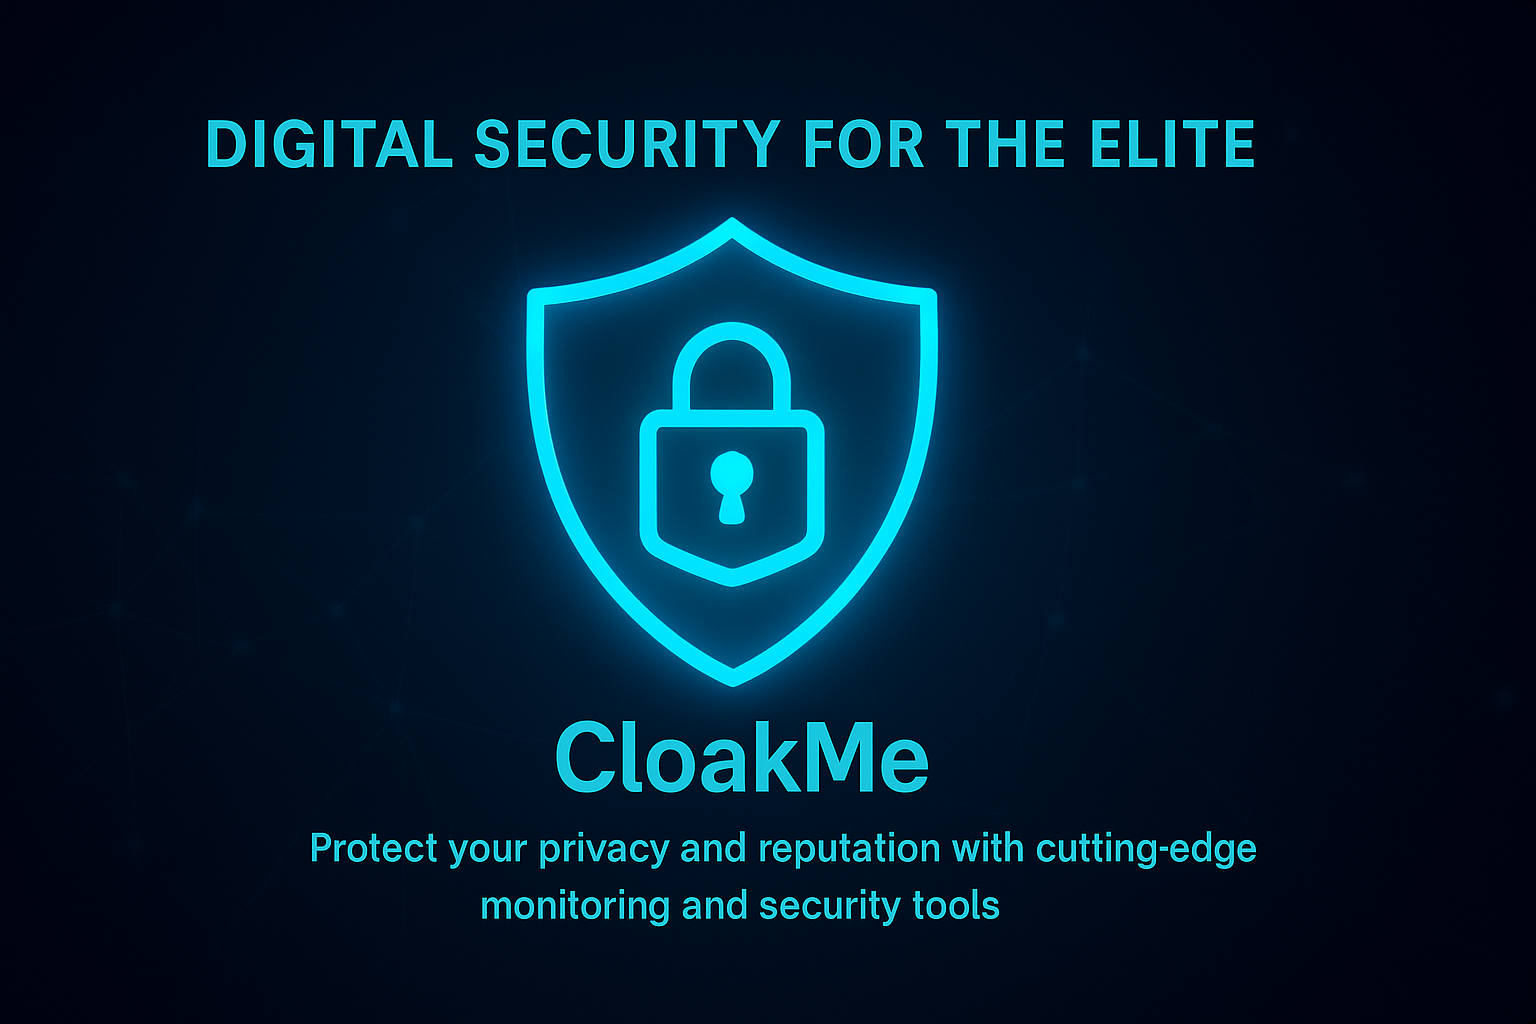 DIGITAL SECURITY FOR THE ELITE
CloakMe
Protect your privacy and reputation with cutting-edge
monitoring and security tools